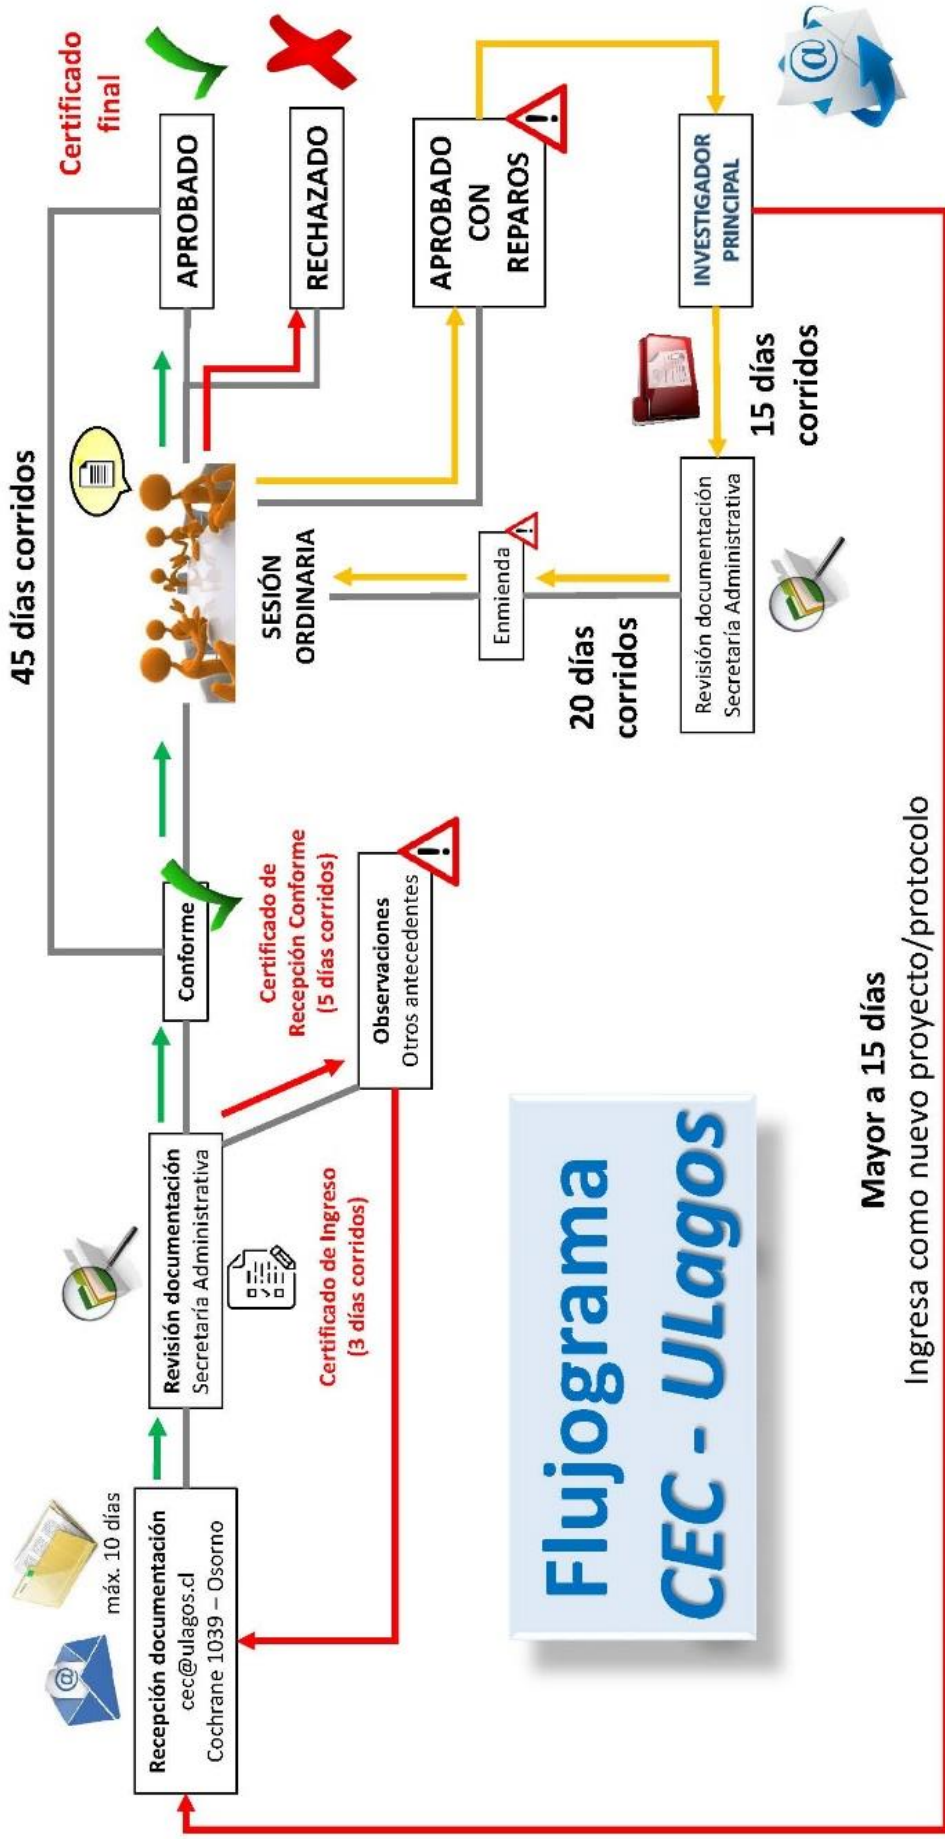 45 días corridos
Certificado
final
máx. 10 días
Recepción documentación
cec@ulagos.cl
Cochrane 1039 – Osorno
Revisión documentación
Secretaría Administrativa
Conforme
APROBADO
RECHAZADO
SESIÓN
ORDINARIA
Certificado de
Recepción Conforme
(5 días corridos)
Certificado de Ingreso
(3 días corridos)
Observaciones
Otros antecedentes
APROBADO
CON
REPAROS
Enmienda
20 días
corridos
INVESTIGADOR
PRINCIPAL
15 días
corridos
Revisión documentación
Secretaría Administrativa
Flujograma
CEC - ULagos
Mayor a 15 días
Ingresa como nuevo proyecto/protocolo